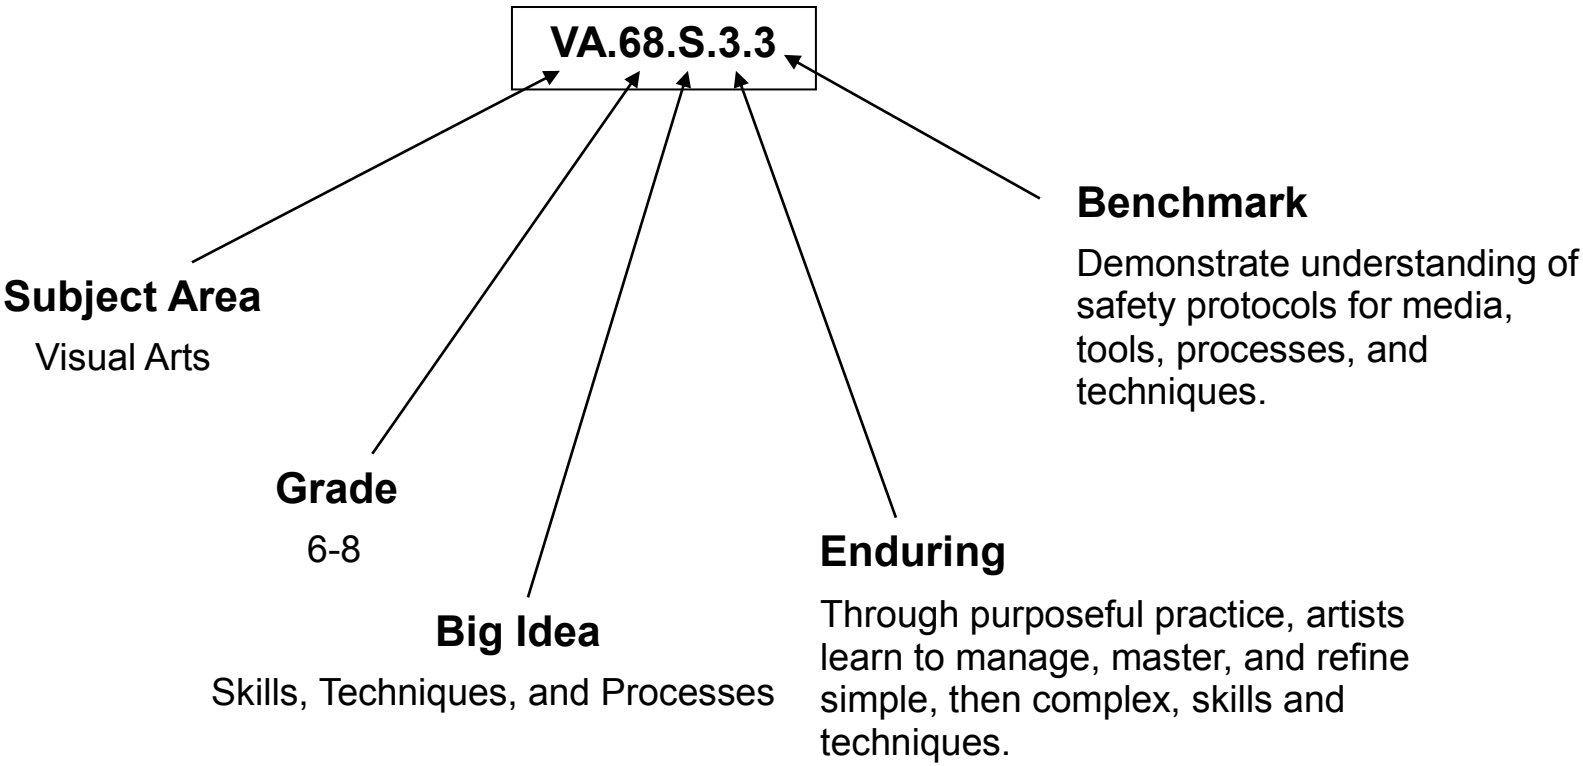 VA.68.S.3.3
Subject Area
Visual Arts
Grade
6-8
Big Idea
Skills, Techniques, and Processes
Enduring
Through purposeful practice, artists
learn to manage, master, and refine
simple, then complex, skills and
techniques.
Benchmark
Demonstrate understanding of
safety protocols for media,
tools, processes, and
techniques.